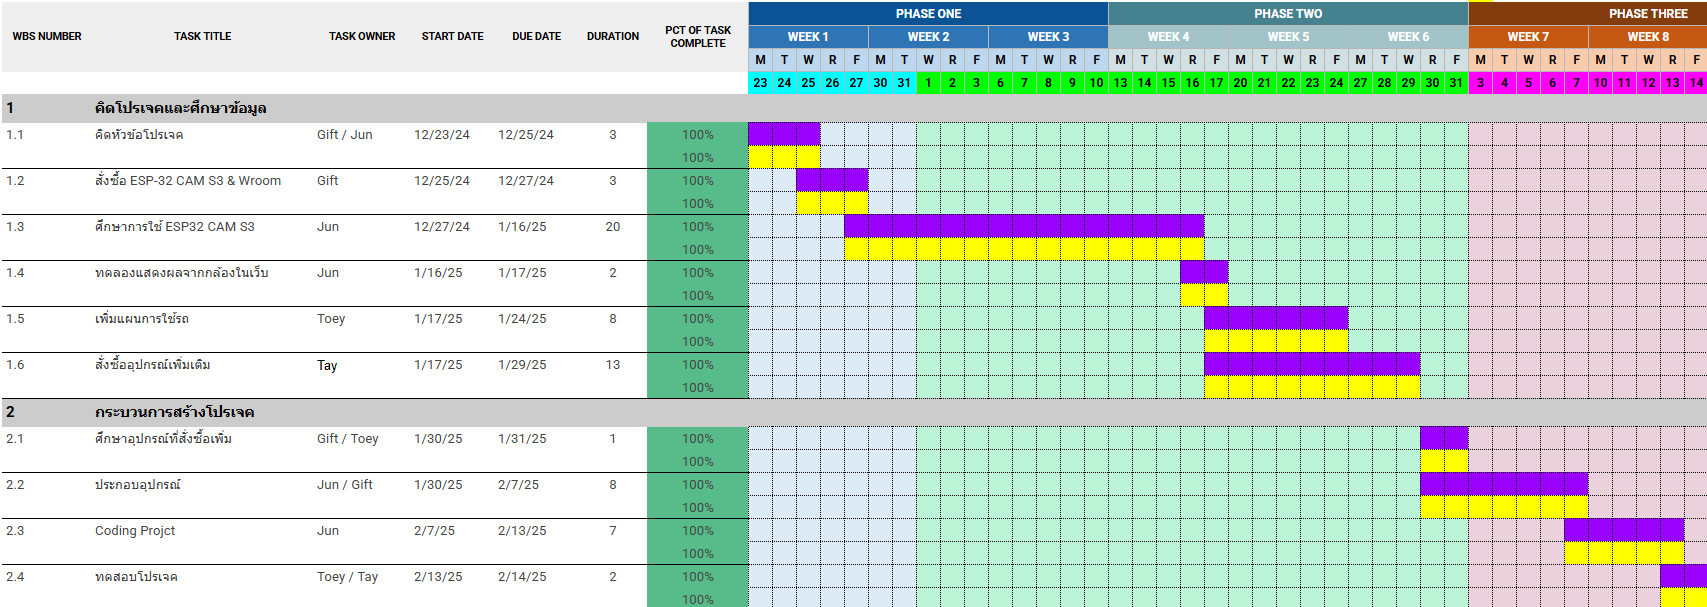 PHASE ONE PHASE TWO PHASE THREE
WBS NUMBER TASK TITLE TASK OWNER START DATE DUE DATE DURATION PCT OF TASK COMPLETE
WEEK 1 WEEK 2 WEEK 3 WEEK 4 WEEK 5 WEEK 6 WEEK 7 WEEK 8
M T W R F M T W R F M T W R F M T W R F M T W R F M T W R F M T W R F M T W R F
23 24 25 26 27 30 31 1 2 3 6 7 8 9 10 13 14 15 16 17 20 21 22 23 24 27 28 29 30 31 3 4 5 6 7 10 11 12 13 14
1 คิดโปรเจคและศึกษาข้อมูล
1.1 คิดหัวข้อโปรเจค Gift / Jun 12/23/24 12/25/24 3 100%
100%
1.2 สั่งซื้อ ESP-32 CAM S3 & Wroom Gift 12/25/24 12/27/24 3 100%
100%
1.3 ศึกษาการใช้ ESP32 CAM S3 Jun 12/27/24 1/16/25 20 100%
100%
1.4 ทดลองแสดงผลจากกล้องในเว็บ Jun 1/16/25 1/17/25 2 100%
100%
1.5 เพิ่มแผนการใช้รถ Toey 1/17/25 1/24/25 8 100%
100%
1.6 สั่งซื้ออุปกรณ์เพิ่มเติม Tay 1/17/25 1/29/25 13 100%
100%
2 กระบวนการสร้างโปรเจค
2.1 ศึกษาอุปกรณ์ที่สั่งซื้อเพิ่ม Gift / Toey 1/30/25 1/31/25 1 100%
100%
2.2 ประกอบอุปกรณ์ Jun / Gift 1/30/25 2/7/25 8 100%
100%
2.3 Coding Projct Jun 2/7/25 2/13/25 7 100%
100%
2.4 ทดสอบโปรเจค Toey / Tay 2/13/25 2/14/25 2 100%
100%